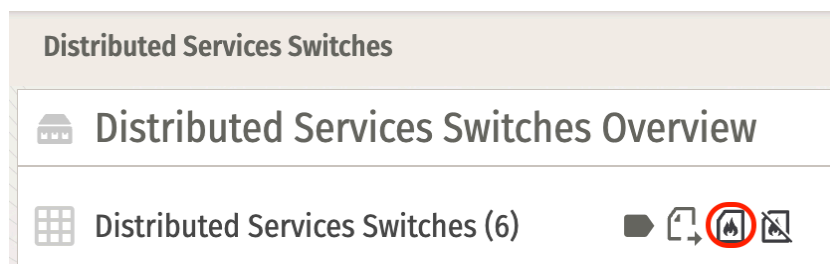 Distributed Services Switches
Distributed Services Switches Overview
Distributed Services Switches (6)